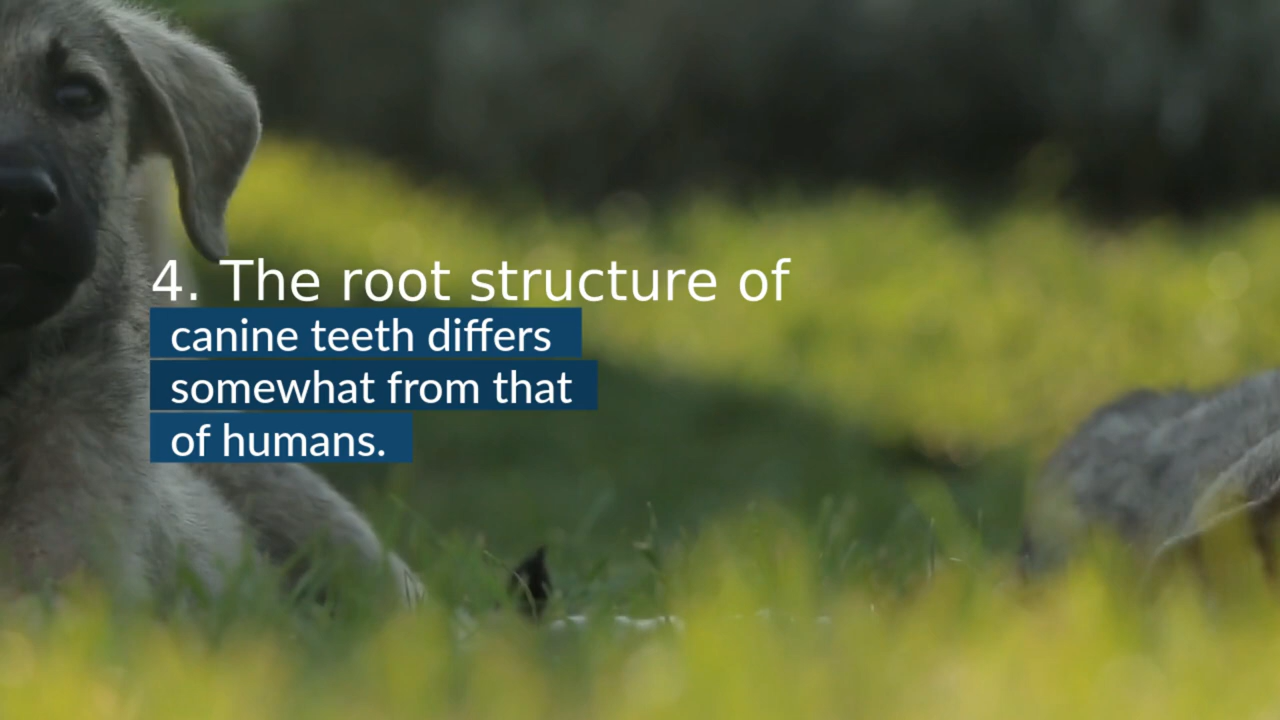 4. The root structure of
canine teeth differs
somewhat from that
of humans.